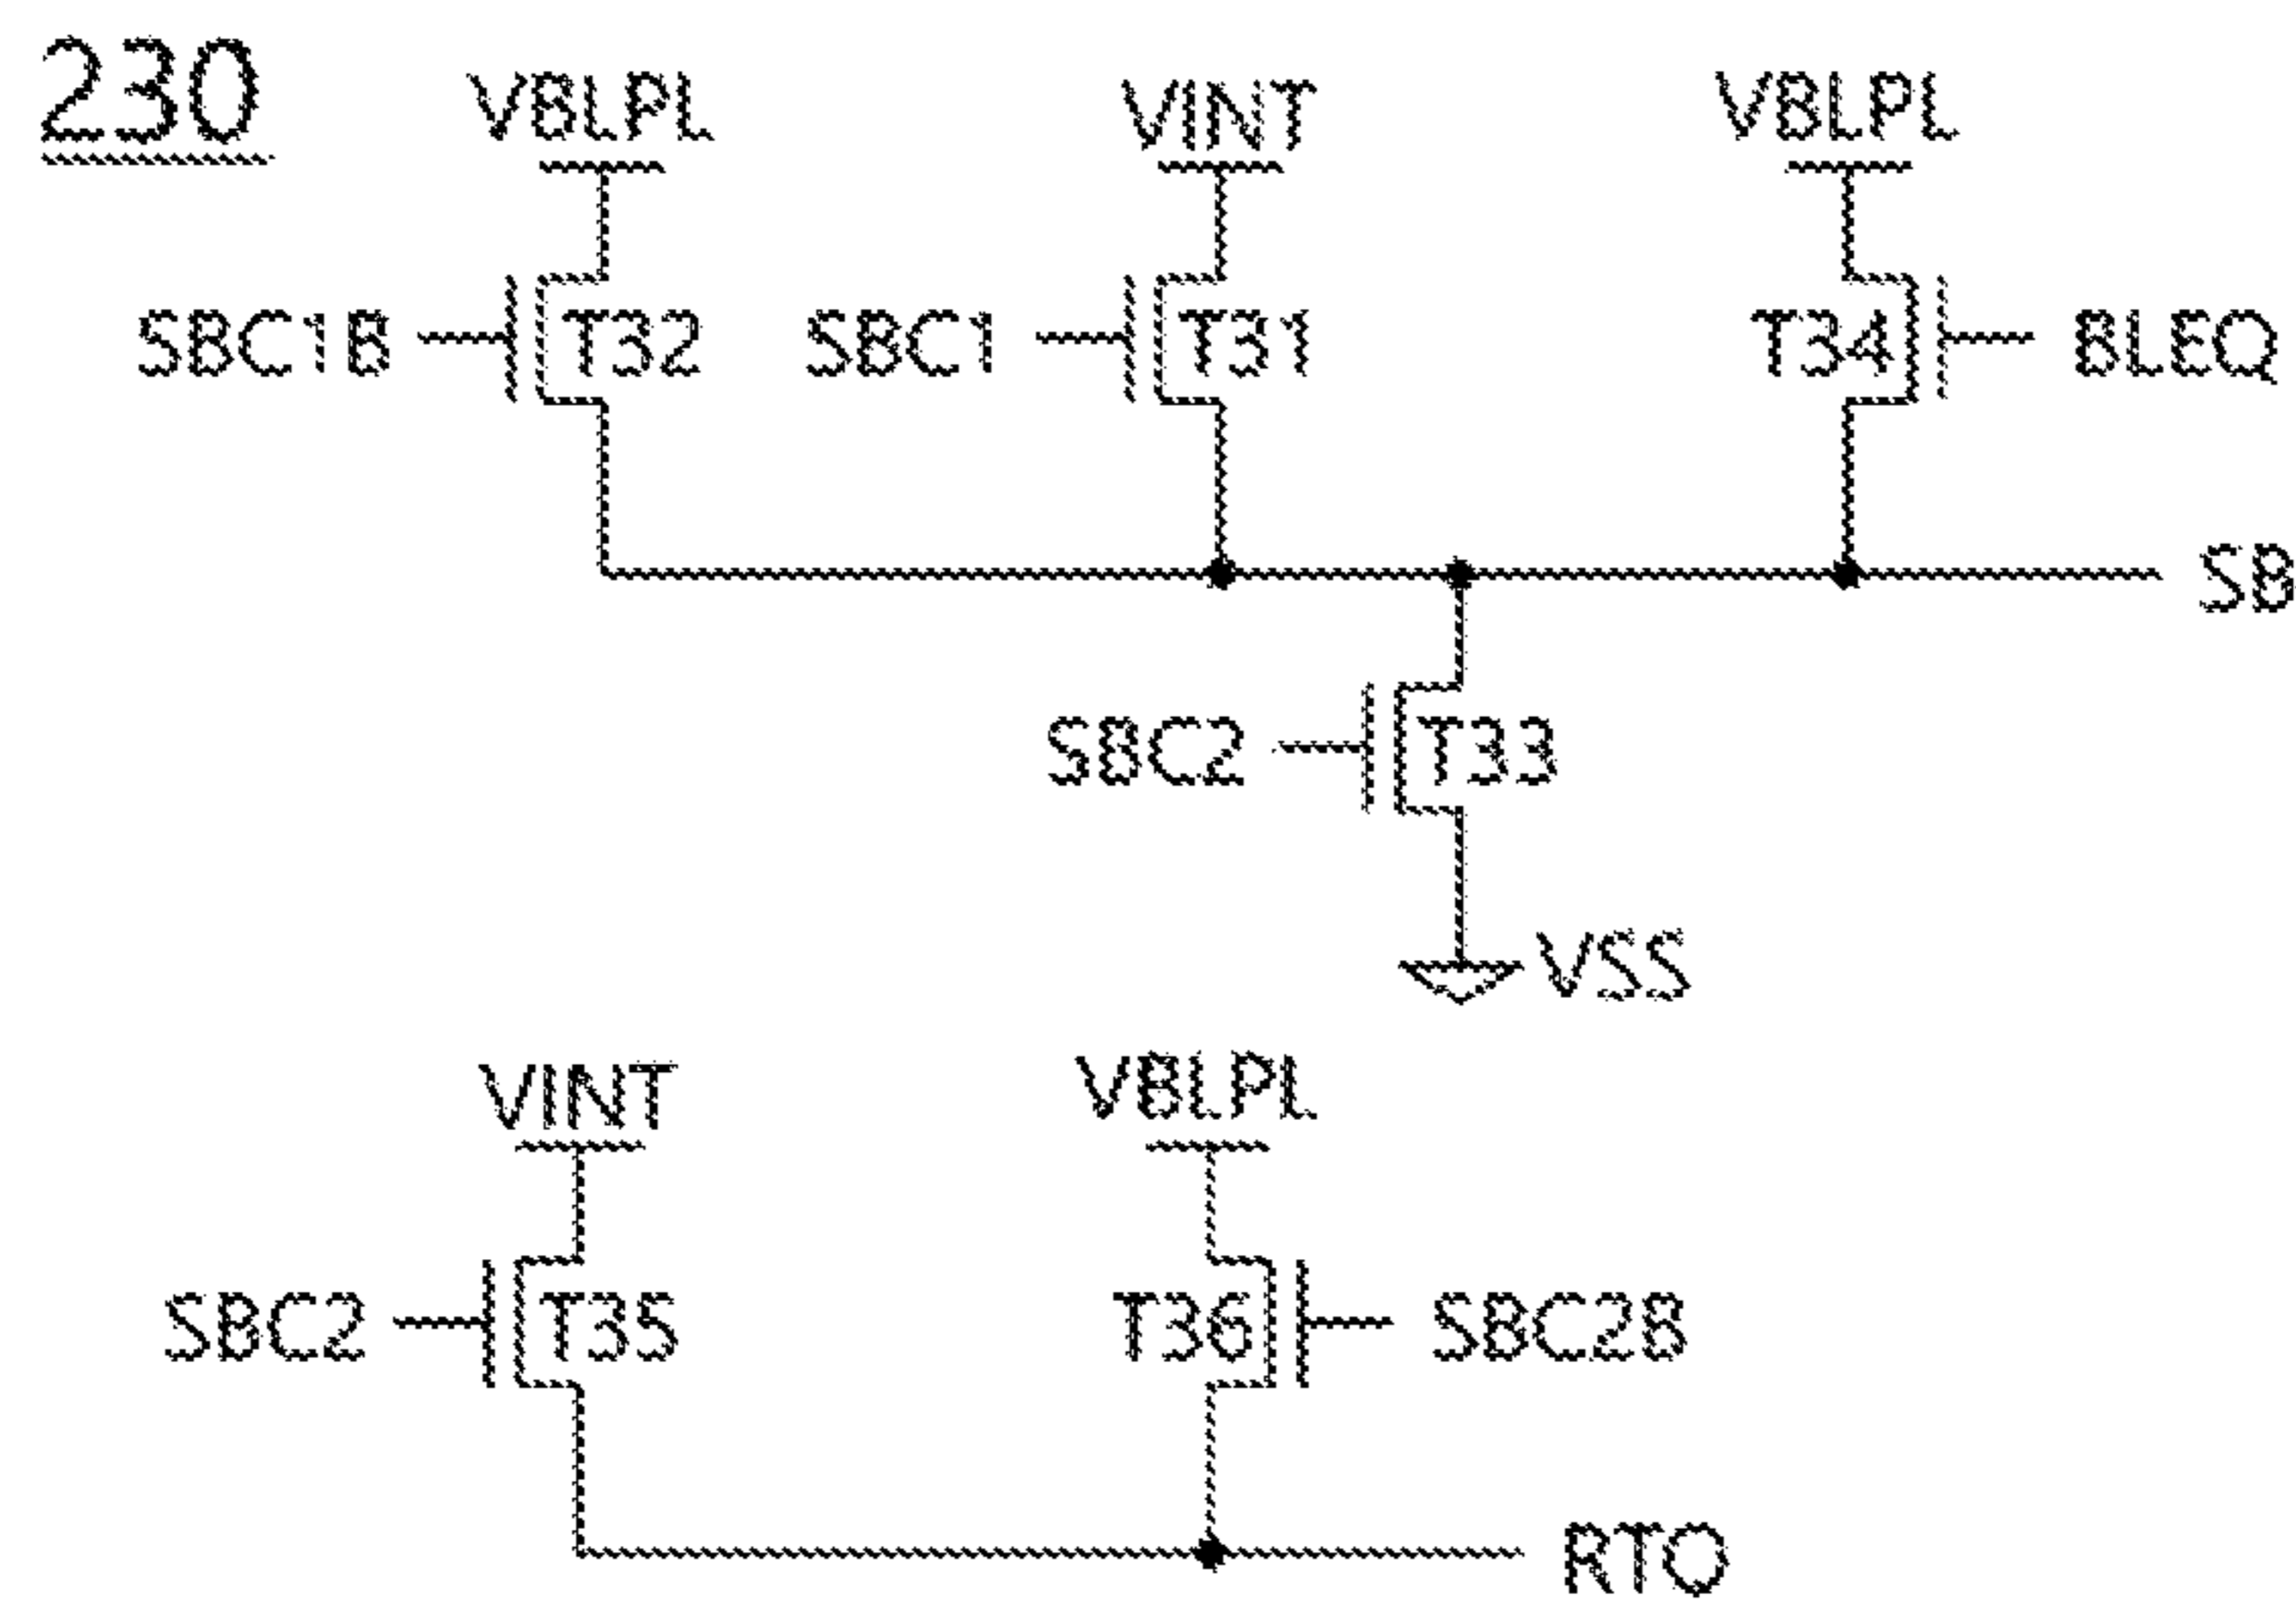 230
VBLPL VINT VBLPL
SBC1B T32 SBC1 T31 T34 BLEQ
SB
SBC2 T33
VSS
VINT VBLPL
SBC2 T35 T36 SBC2B
RTO